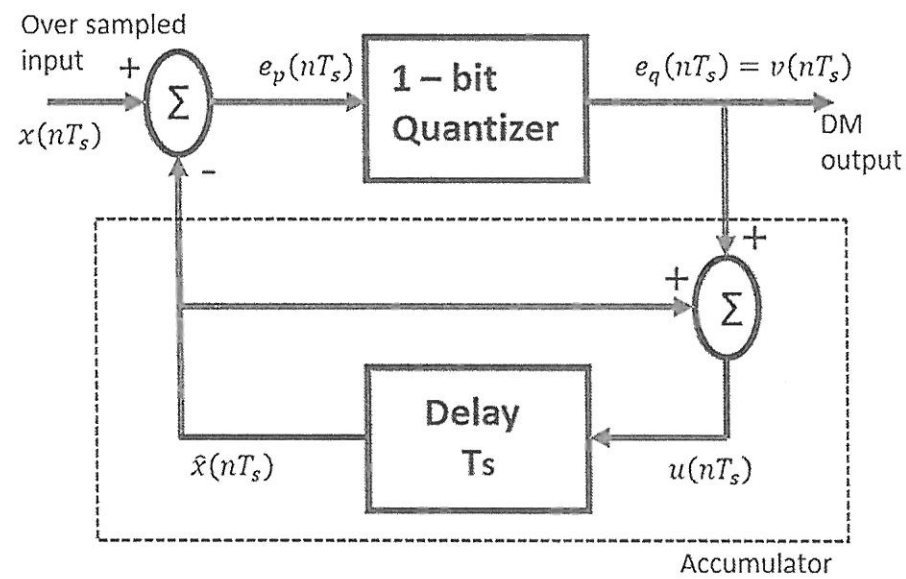 Over sampled
input
+
x(nT_s)
Σ
-
e_p(nT_s)
1 – bit
Quantizer
e_q(nT_s) = v(nT_s)
DM
output
+
+
Σ
Delay
Ts
x̂(nT_s)
u(nT_s)
Accumulator